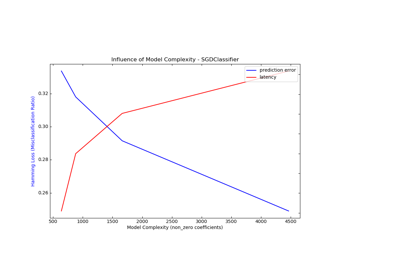 Influence of Model Complexity - SGDClassifier
prediction error
latency
Hamming Loss (Misclassification Ratio)
0.32
0.30
0.28
0.26
500 1000 1500 2000 2500 3000 3500 4000 4500
Model Complexity (non_zero coefficients)